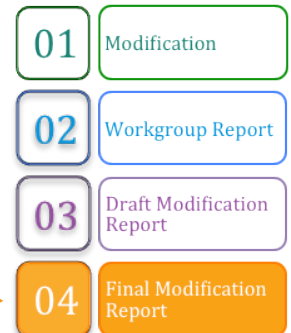 01 Modification
02 Workgroup Report
03 Draft Modification
Report
04 Final Modification
Report